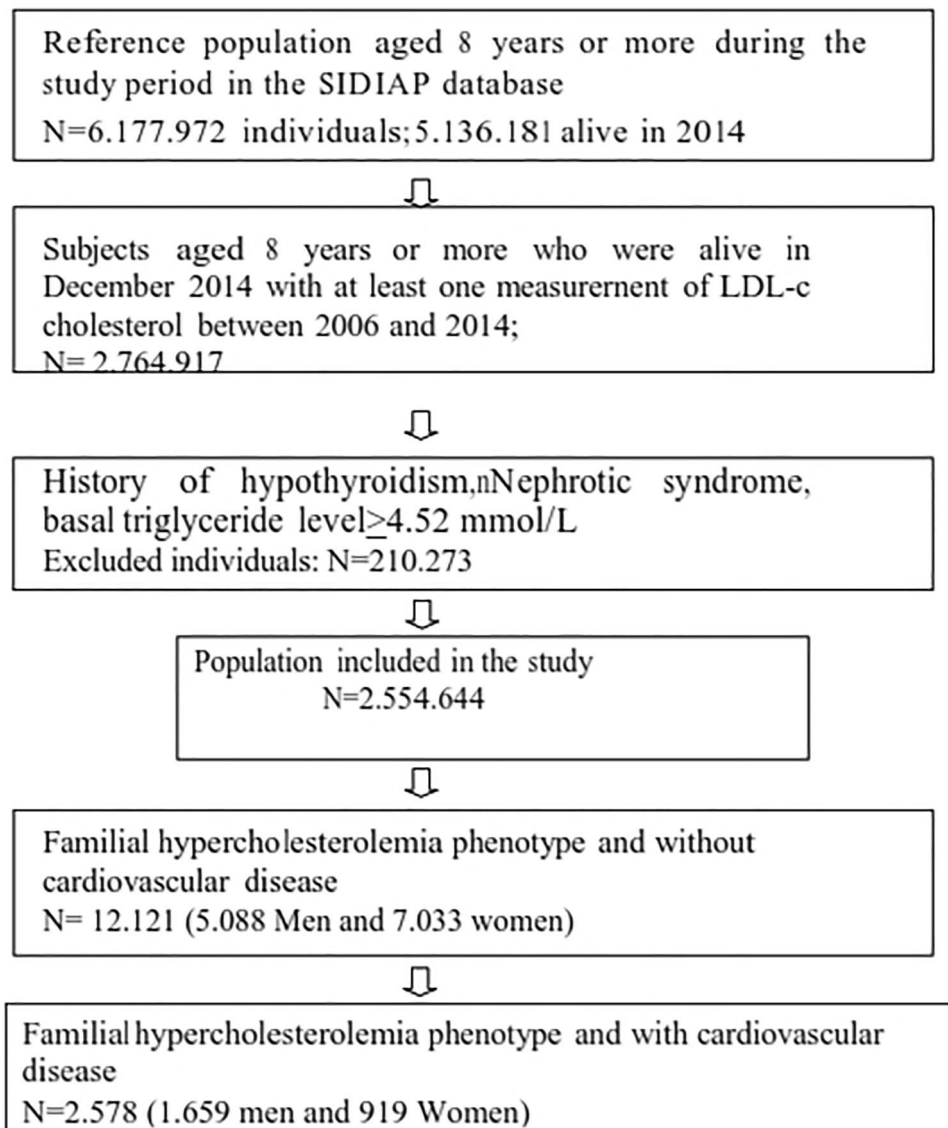 Reference population aged 8 years or more during the
study period in the SIDIAP database
N=6.177.972 individuals; 5.136.181 alive in 2014
Subjects aged 8 years or more who were alive in
December 2014 with at least one measurernent of LDL-c
cholesterol between 2006 and 2014;
N= 2.764.917
History of hypothyroidism,nNephrotic syndrome,
basal triglyceride level≥4.52 mmol/L
Excluded individuals: N=210.273
Population included in the study
N=2.554.644
Familial hypercholesterolemia phenotype and without
cardiovascular disease
N= 12.121 (5.088 Men and 7.033 women)
Familial hypercholesterolemia phenotype and with cardiovascular
disease
N=2.578 (1.659 men and 919 Women)